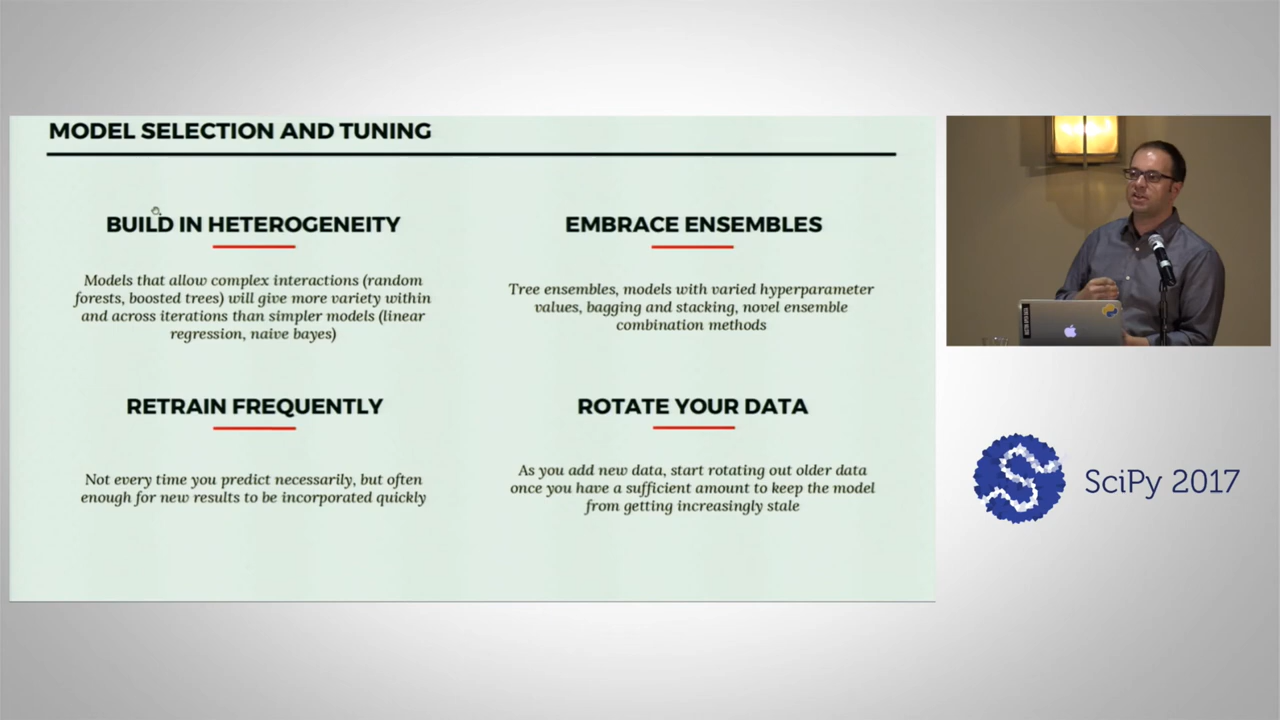 MODEL SELECTION AND TUNING
BUILD IN HETEROGENEITY
Models that allow complex interactions (random
forests, boosted trees) will give more variety within
and across iterations than simpler models (linear
regression, naive bayes)
EMBRACE ENSEMBLES
Tree ensembles, models with varied hyperparameter
values, bagging and stacking, novel ensemble
combination methods
RETRAIN FREQUENTLY
Not every time you predict necessarily, but often
enough for new results to be incorporated quickly
ROTATE YOUR DATA
As you add new data, start rotating out older data
once you have a sufficient amount to keep the model
from getting increasingly stale
SciPy 2017